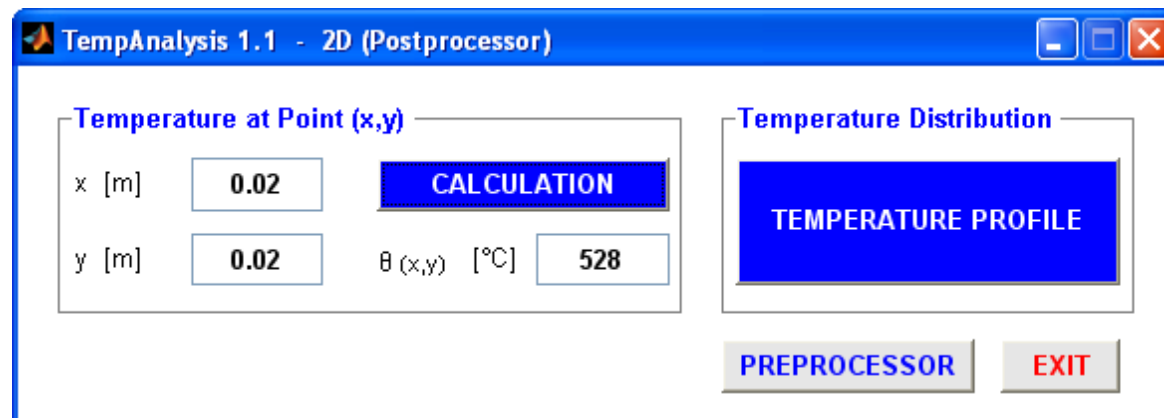 TempAnalysis 1.1 - 2D (Postprocessor)
Temperature at Point (x,y)
x [m] 0.02 CALCULATION
y [m] 0.02 θ (x,y) [°C] 528
Temperature Distribution
TEMPERATURE PROFILE
PREPROCESSOR EXIT